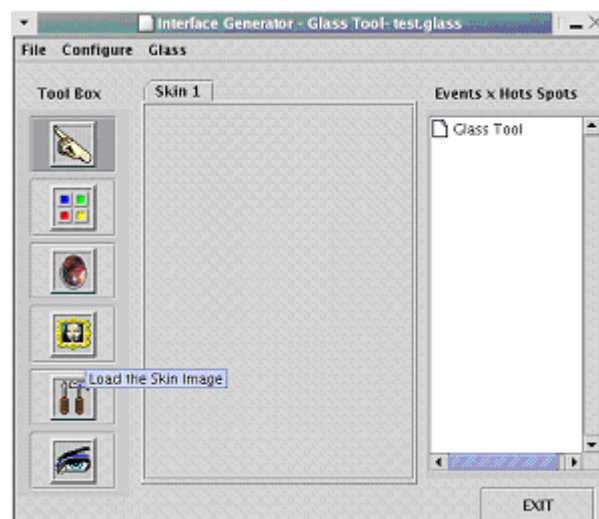 Interface Generator - Glass Tool- test.glass
File Configure Glass
Tool Box
Skin 1
Events x Hots Spots
Glass Tool
Load the Skin Image
EXIT